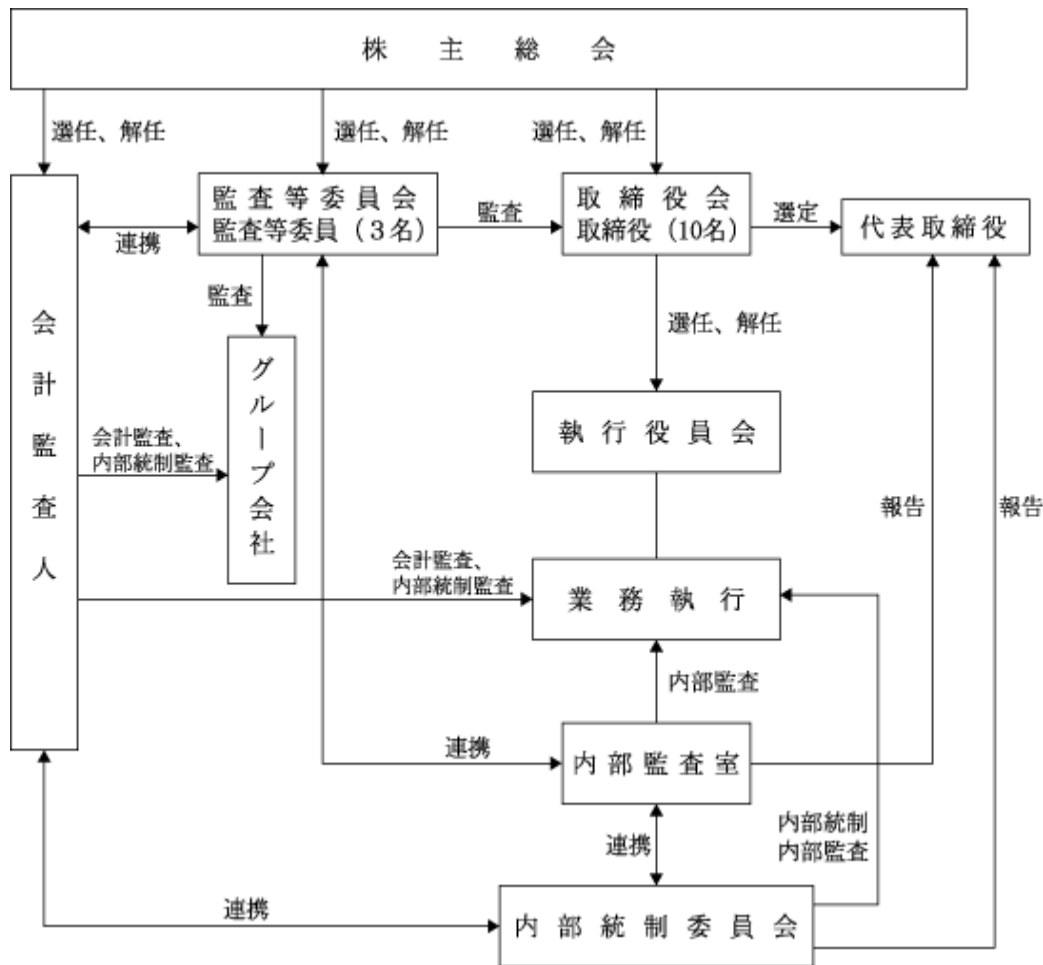 株主総会
選任、解任
選任、解任
選任、解任
監査等委員会
監査等委員（３名）
監査
取締役会
取締役（10名）
選定
代表取締役
連携
監査
選任、解任
会計監査人
グループ会社
執行役員会
会計監査、
内部統制監査
報告
報告
会計監査、
内部統制監査
業務執行
内部監査
連携
内部監査室
連携
内部統制
内部監査
連携
内部統制委員会